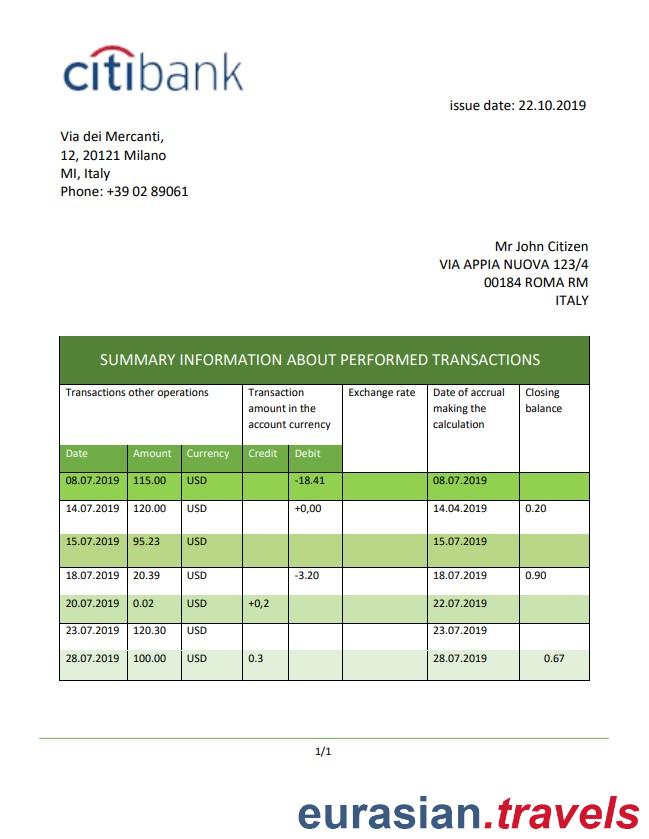 citibank
issue date: 22.10.2019
Via dei Mercanti,
12, 20121 Milano
MI, Italy
Phone: +39 02 89061
Mr John Citizen
VIA APPIA NUOVA 123/4
00184 ROMA RM
ITALY
SUMMARY INFORMATION ABOUT PERFORMED TRANSACTIONS
Transactions other operations Transaction amount in the account currency Exchange rate Date of accrual making the calculation Closing balance
Date Amount Currency Credit Debit
08.07.2019 115.00 USD -18.41 08.07.2019
14.07.2019 120.00 USD +0,00 14.04.2019 0.20
15.07.2019 95.23 USD 15.07.2019
18.07.2019 20.39 USD -3.20 18.07.2019 0.90
20.07.2019 0.02 USD +0,2 22.07.2019
23.07.2019 120.30 USD 23.07.2019
28.07.2019 100.00 USD 0.3 28.07.2019 0.67
1/1
eurasian.travels